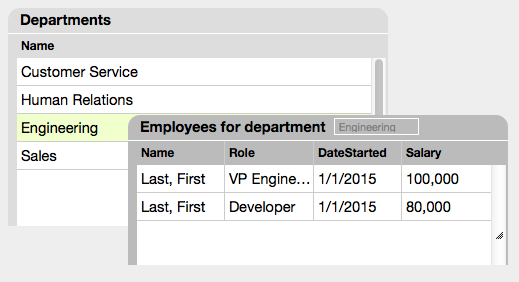 Departments
Name
Customer Service
Human Relations
Engineering
Sales
Employees for department Engineering
Name Role DateStarted Salary
Last, First VP Engine... 1/1/2015 100,000
Last, First Developer 1/1/2015 80,000